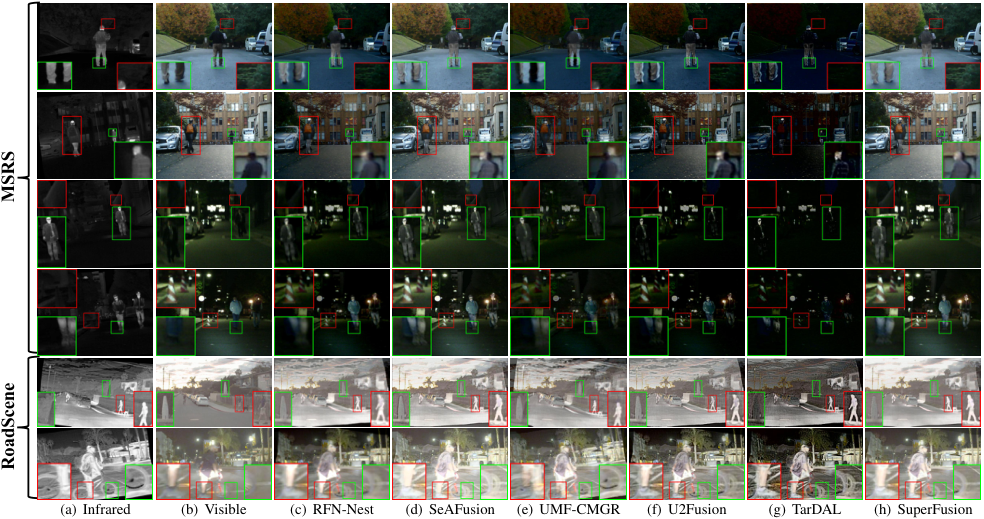 MSRS
RoadScene
(a) Infrared
(b) Visible
(c) RFN-Nest
(d) SeAFusion
(e) UMF-CMGR
(f) U2Fusion
(g) TarDAL
(h) SuperFusion